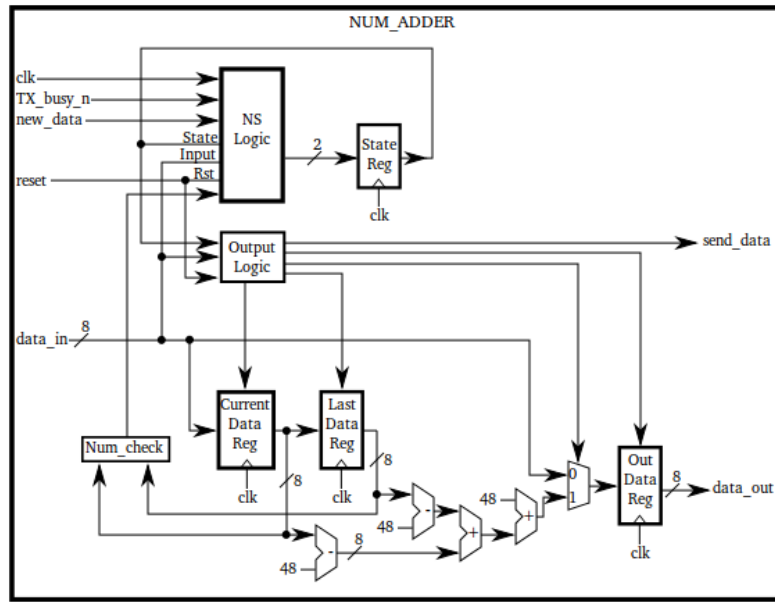 NUM_ADDER
clk
TX_busy_n
new_data
State
Input
reset
Rst
NS
Logic
2
State
Reg
clk
Output
Logic
send_data
data_in
8
Current
Data
Reg
clk
Last
Data
Reg
clk
8
8
Num_check
48
-
48
-
8
+
48
+
0
1
Out
Data
Reg
clk
8
data_out